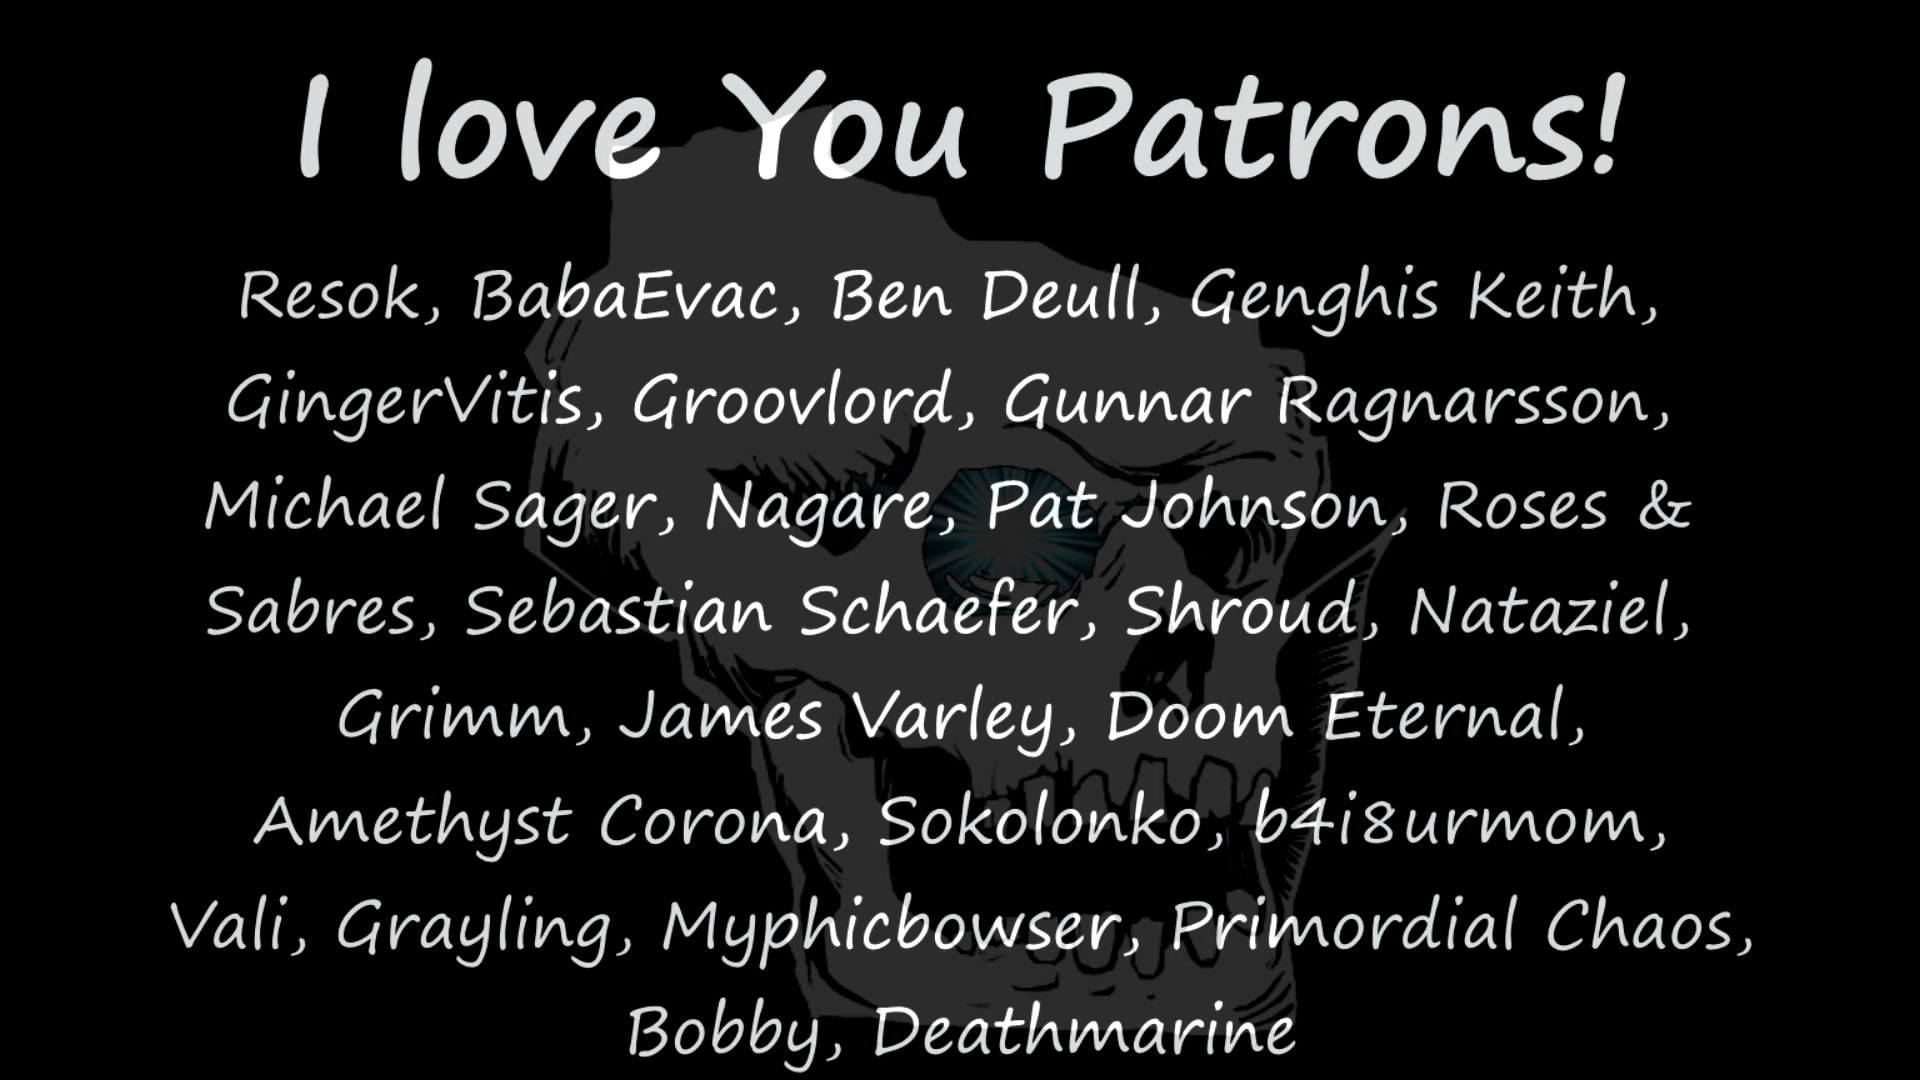 I love You Patrons!
Resok, BabaEvac, Ben Deull, Genghis Keith,
GingerVitis, Groovlord, Gunnar Ragnarsson,
Michael Sager, Nagare, Pat Johnson, Roses &
Sabres, Sebastian Schaefer, Shroud, Nataziel,
Grimm, James Varley, Doom Eternal,
Amethyst Corona, Sokolonko, b4i8urmom,
Vali, Grayling, Myphicbowser, Primordial Chaos,
Bobby, Deathmarine